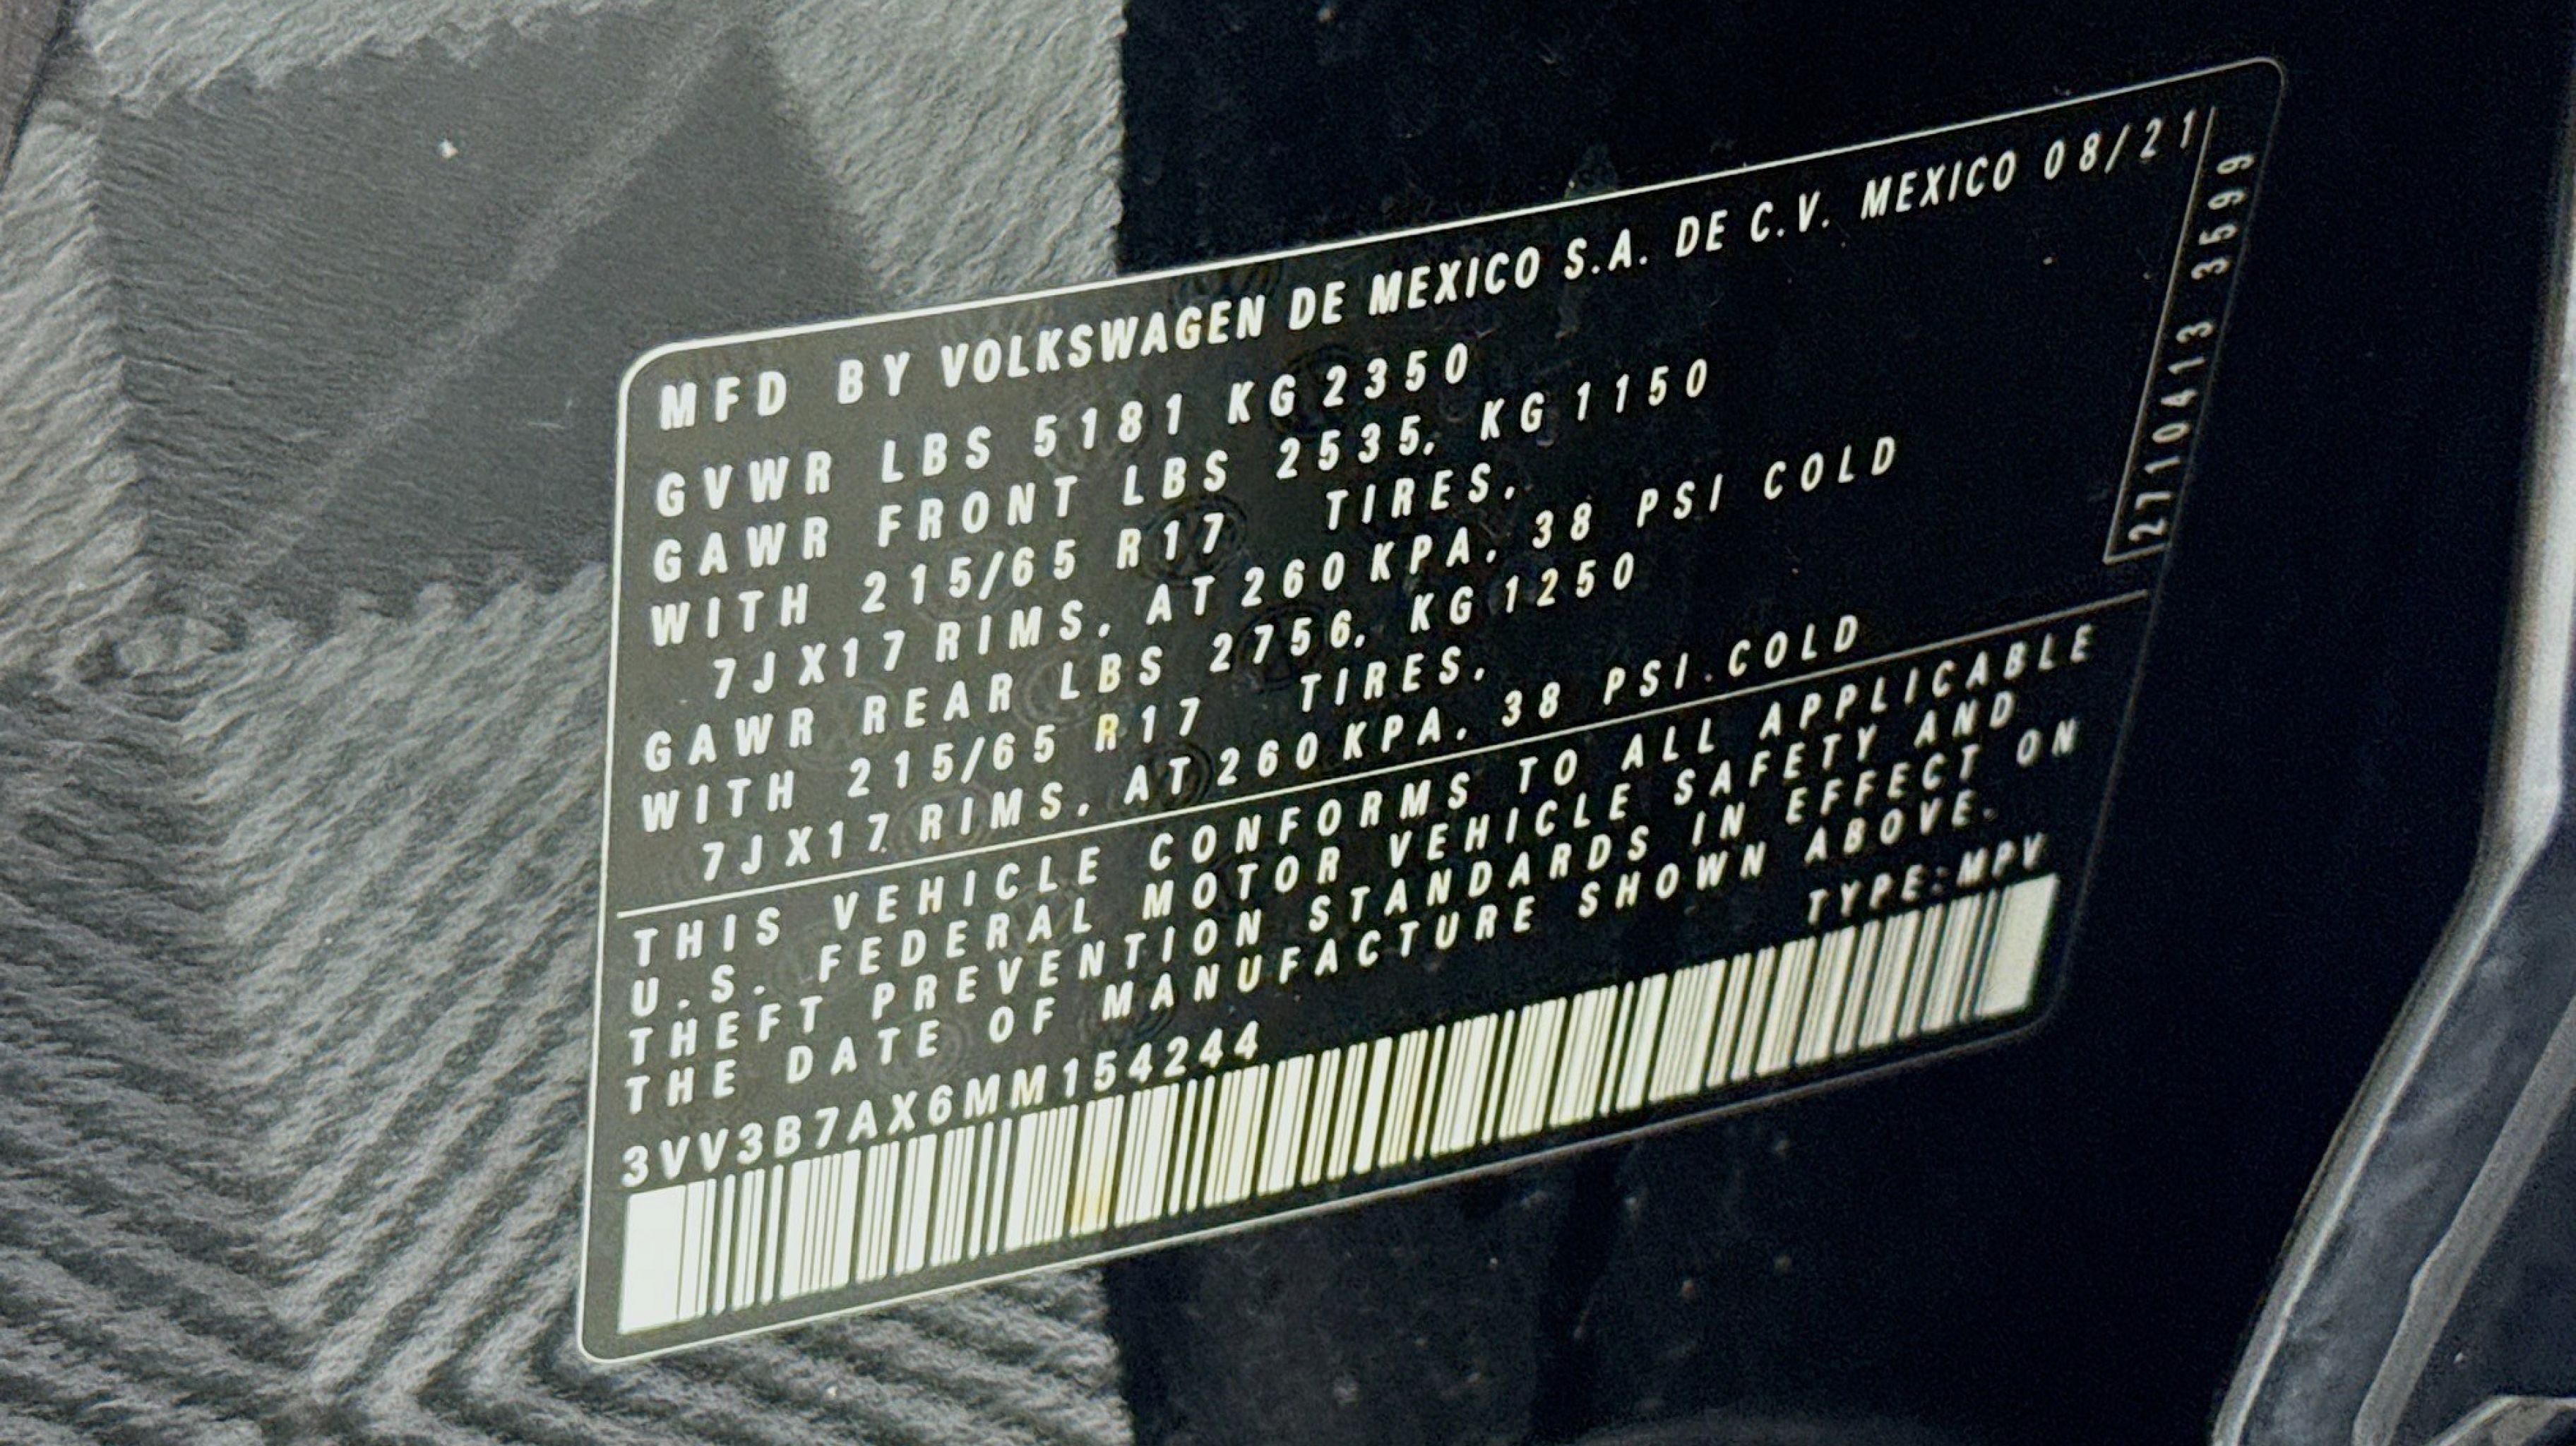 MFD BY VOLKSWAGEN DE MEXICO S.A. DE C.V. MEXICO 08/21
GVWR LBS 5181 KG 2350
GAWR FRONT LBS 2535, KG 1150
WITH 215/65 R17 TIRES,
7JX17 RIMS, AT 260 KPA, 38 PSI COLD
GAWR REAR LBS 2756, KG 1250
WITH 215/65 R17 TIRES,
7JX17 RIMS, AT 260 KPA, 38 PSI.COLD
2710413 3599
THIS VEHICLE CONFORMS TO ALL APPLICABLE
U.S. FEDERAL MOTOR VEHICLE SAFETY AND
THEFT PREVENTION STANDARDS IN EFFECT ON
THE DATE OF MANUFACTURE SHOWN ABOVE.
3VV3B7AX6MM154244 TYPE:MPV